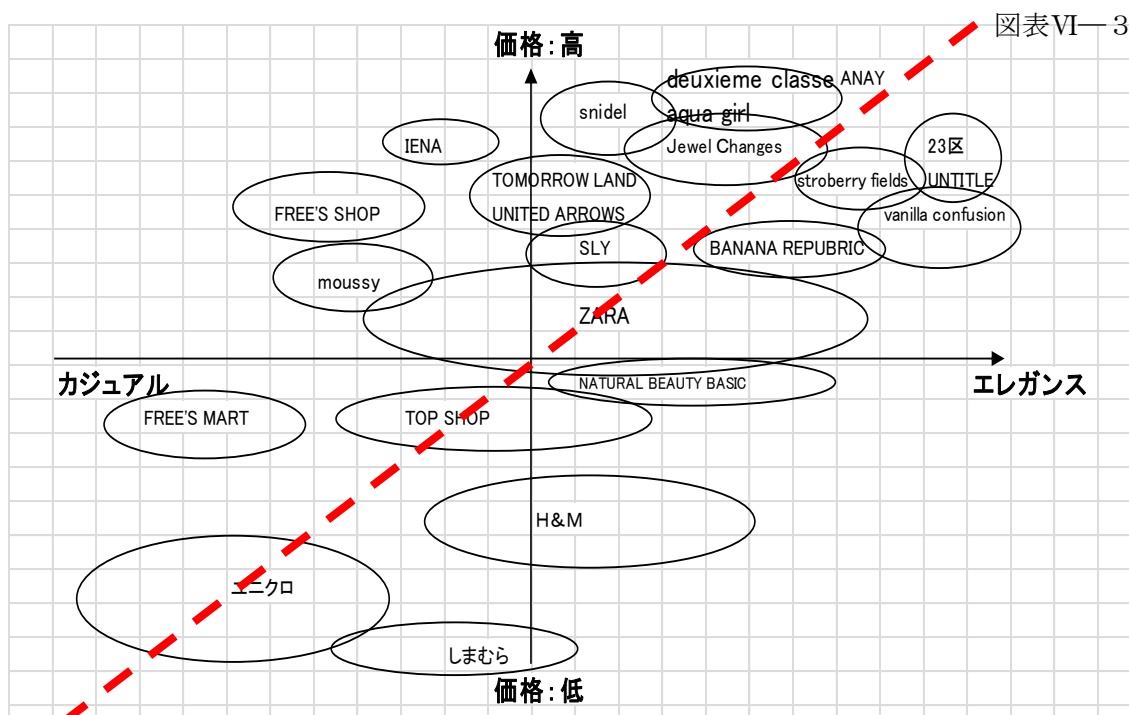 図表Ⅵ―3
価格：高
deuxieme classe ANAY
snidel
aqua girl
IENA
Jewel Changes
23区
TOMORROW LAND
stroberry fields
UNTITLE
FREE'S SHOP
UNITED ARROWS
vanilla confusion
SLY
BANANA REPUBRIC
moussy
ZARA
カジュアル
NATURAL BEAUTY BASIC
エレガンス
FREE'S MART
TOP SHOP
H&M
ユニクロ
しまむら
価格：低